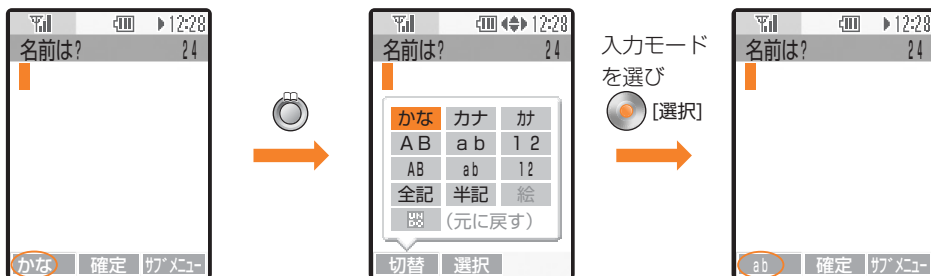 12:28
名前は? 24
かな 確定 ｻﾌﾞﾒﾆｭｰ
12:28
名前は? 24
かな カナ ｶﾅ
ＡＢ ａｂ １２
AB ab 12
全記 半記 絵
(元に戻す)
切替 選択
入力モード
を選び
[選択]
12:28
名前は? 24
ab 確定 ｻﾌﾞﾒﾆｭｰ